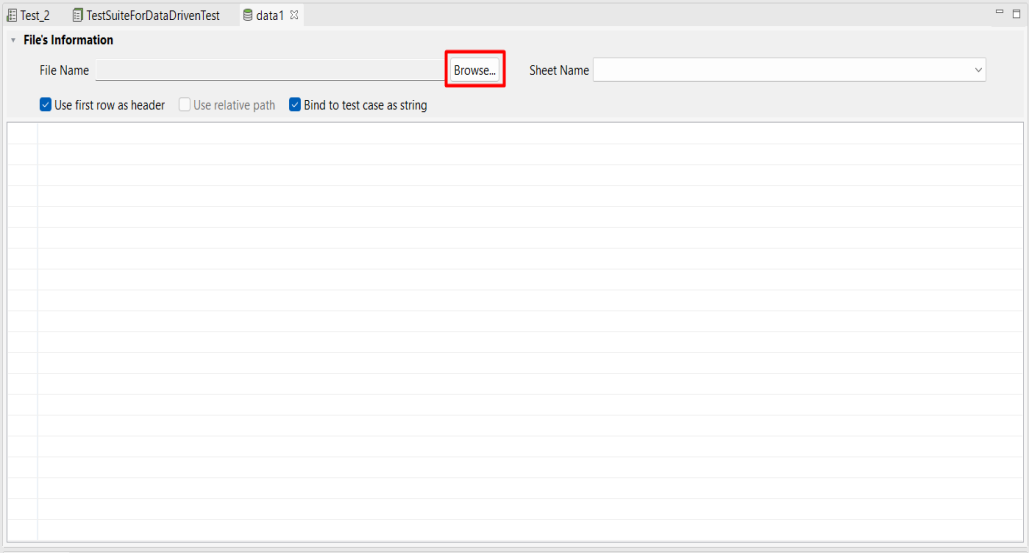 Test_2 TestSuiteForDataDrivenTest data1
File's Information
File Name Browse... Sheet Name
Use first row as header Use relative path Bind to test case as string